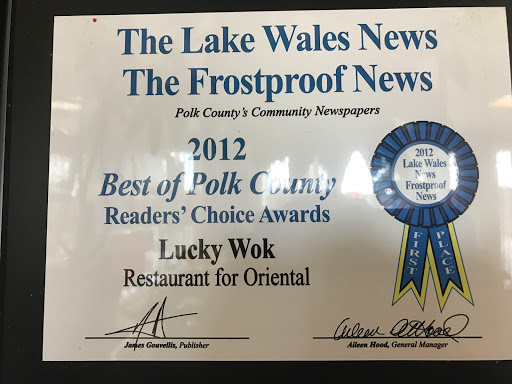 The Lake Wales News
The Frostproof News
Polk County's Community Newspapers
2012
Best of Polk County
Readers' Choice Awards
Lucky Wok
Restaurant for Oriental
2012
Lake Wales
News
Frostproof
News
FIRST
PLACE
James Gouvellis, Publisher
Aileen Hood, General Manager